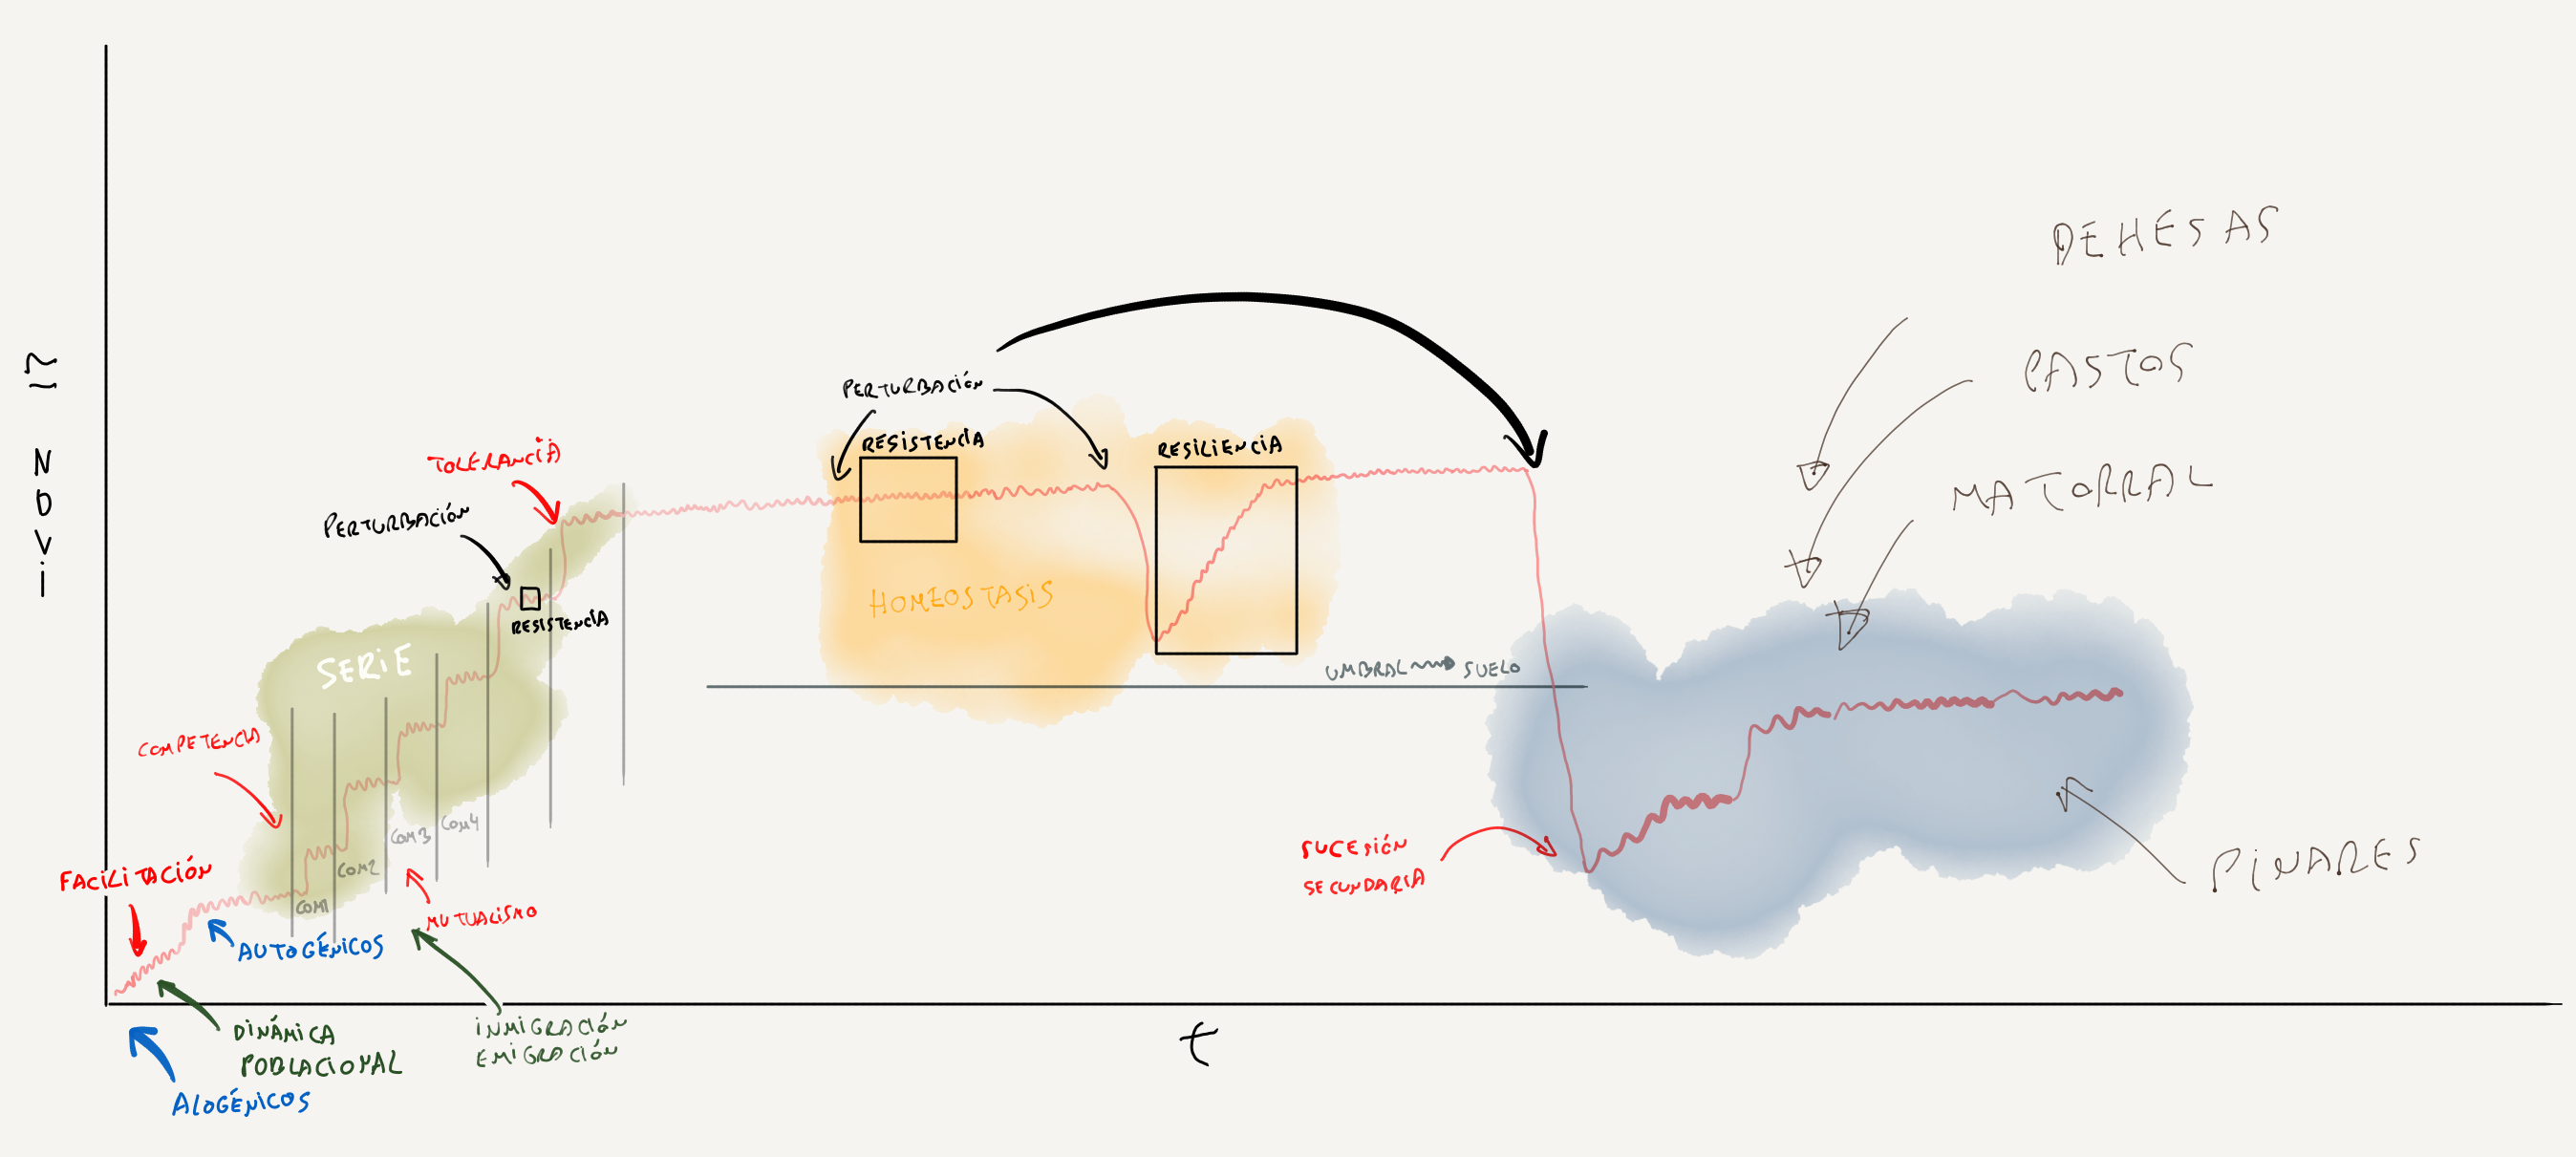 NDVI
DEHESAS
PASTOS
MATORRAL
PINARES
PERTURBACIÓN
RESISTENCIA
RESILIENCIA
HOMEOSTASIS
UMBRAL SUELO
TOLERANCIA
PERTURBACIÓN
RESISTENCIA
SERIE
COMPETENCIA
COM1
COM2
COM3
COM4
FACILITACIÓN
MUTUALISMO
AUTOGÉNICOS
SUCESIÓN
SECUNDARIA
DINÁMICA
POBLACIONAL
INMIGRACIÓN
EMIGRACIÓN
ALOGÉNICOS
t